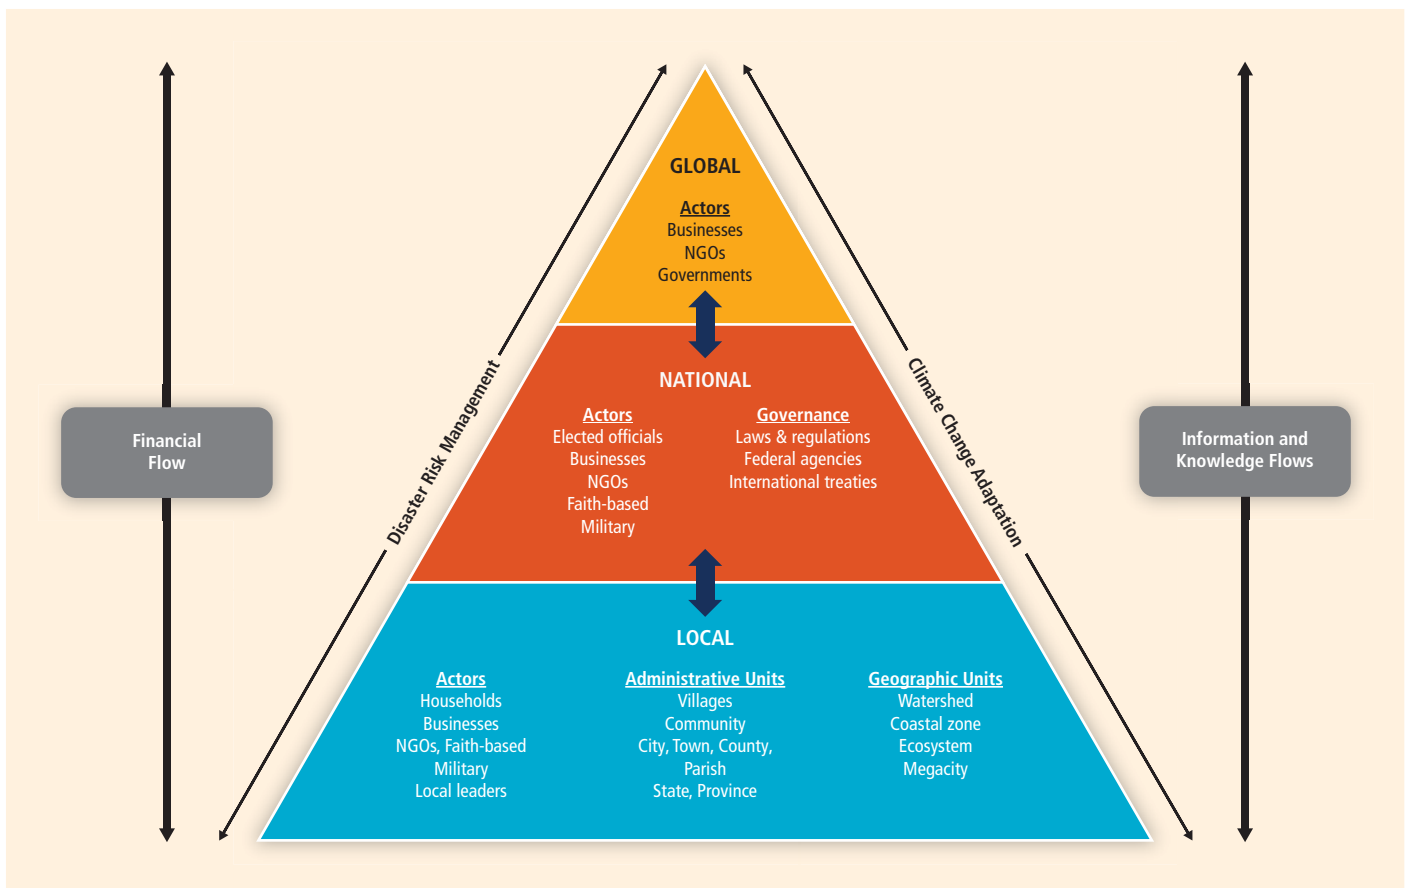 GLOBAL
Actors
Businesses
NGOs
Governments
NATIONAL
Actors
Elected officials
Businesses
NGOs
Faith-based
Military
Governance
Laws & regulations
Federal agencies
International treaties
LOCAL
Actors
Households
Businesses
NGOs, Faith-based
Military
Local leaders
Administrative Units
Villages
Community
City, Town, County,
Parish
State, Province
Geographic Units
Watershed
Coastal zone
Ecosystem
Megacity
Financial
Flow
Disaster Risk Management
Climate Change Adaptation
Information and
Knowledge Flows